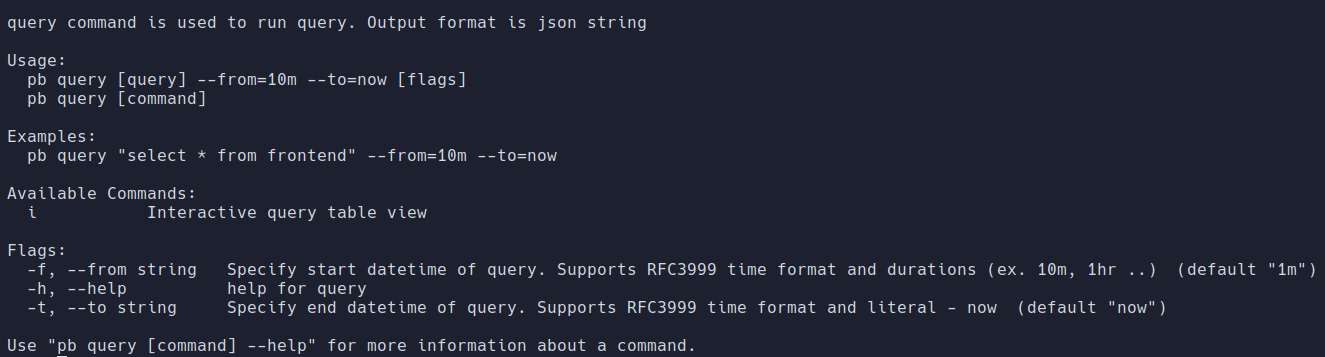 query command is used to run query. Output format is json string
Usage:
pb query [query] --from=10m --to=now [flags]
pb query [command]
Examples:
pb query "select * from frontend" --from=10m --to=now
Available Commands:
i           Interactive query table view
Flags:
-f, --from string   Specify start datetime of query. Supports RFC3999 time format and durations (ex. 10m, 1hr ..)  (default "1m")
-h, --help          help for query
-t, --to string     Specify end datetime of query. Supports RFC3999 time format and literal - now  (default "now")
Use "pb query [command] --help" for more information about a command.